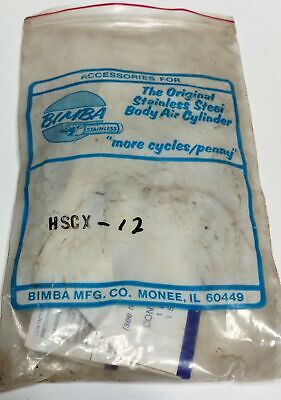 ACCESSORIES FOR
BIMBA
STAINLESS
The Original
Stainless Steel
Body Air Cylinder
"more cycles/penny"
HSCX-12
BIMBA MFG. CO. MONEE, IL 60449